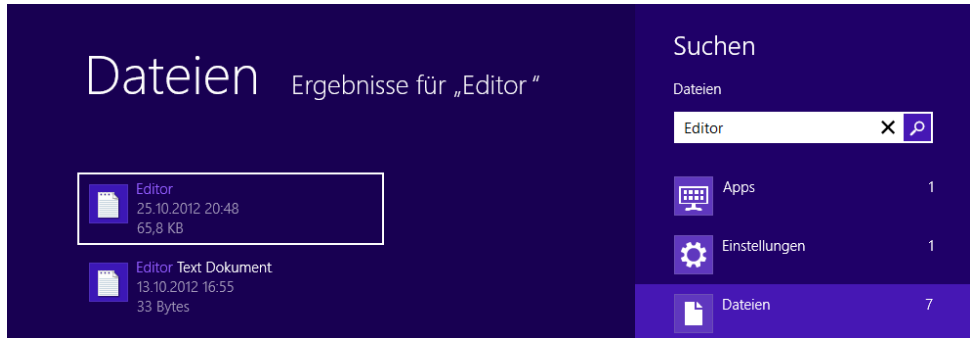 Dateien Ergebnisse für „Editor “
Editor
25.10.2012 20:48
65,8 KB
Editor Text Dokument
13.10.2012 16:55
33 Bytes
Suchen
Dateien
Editor
Apps 1
Einstellungen 1
Dateien 7